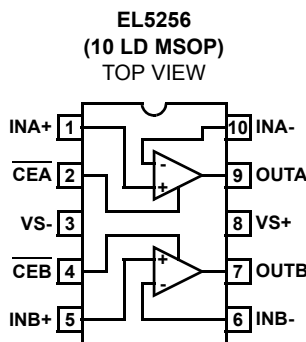 EL5256
(10 LD MSOP)
TOP VIEW
INA+ 1 10 INA-
CEA 2 - + 9 OUTA
VS- 3 8 VS+
CEB 4 + - 7 OUTB
INB+ 5 6 INB-